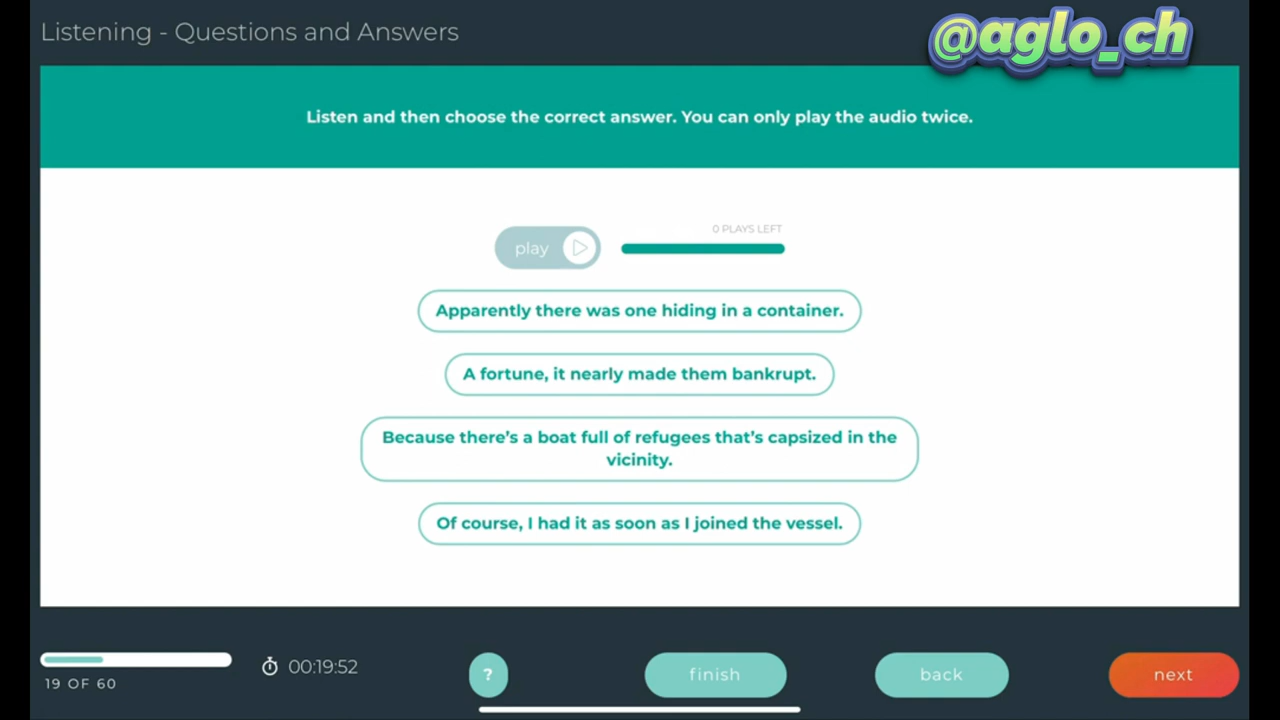 Listening - Questions and Answers
@aglo_ch
Listen and then choose the correct answer. You can only play the audio twice.
0 PLAYS LEFT
play
Apparently there was one hiding in a container.
A fortune, it nearly made them bankrupt.
Because there's a boat full of refugees that's capsized in the
vicinity.
Of course, I had it as soon as I joined the vessel.
19 OF 60
00:19:52
?
finish
back
next